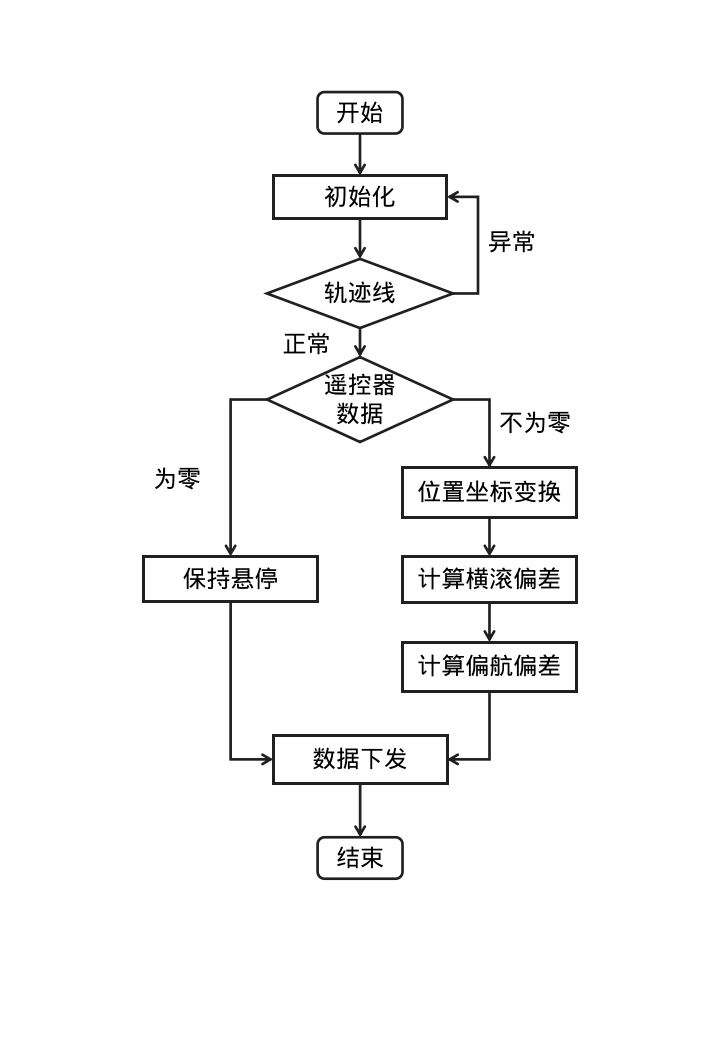 开始
初始化
异常
轨迹线
正常
遥控器
数据
不为零
为零
位置坐标变换
保持悬停
计算横滚偏差
计算偏航偏差
数据下发
结束